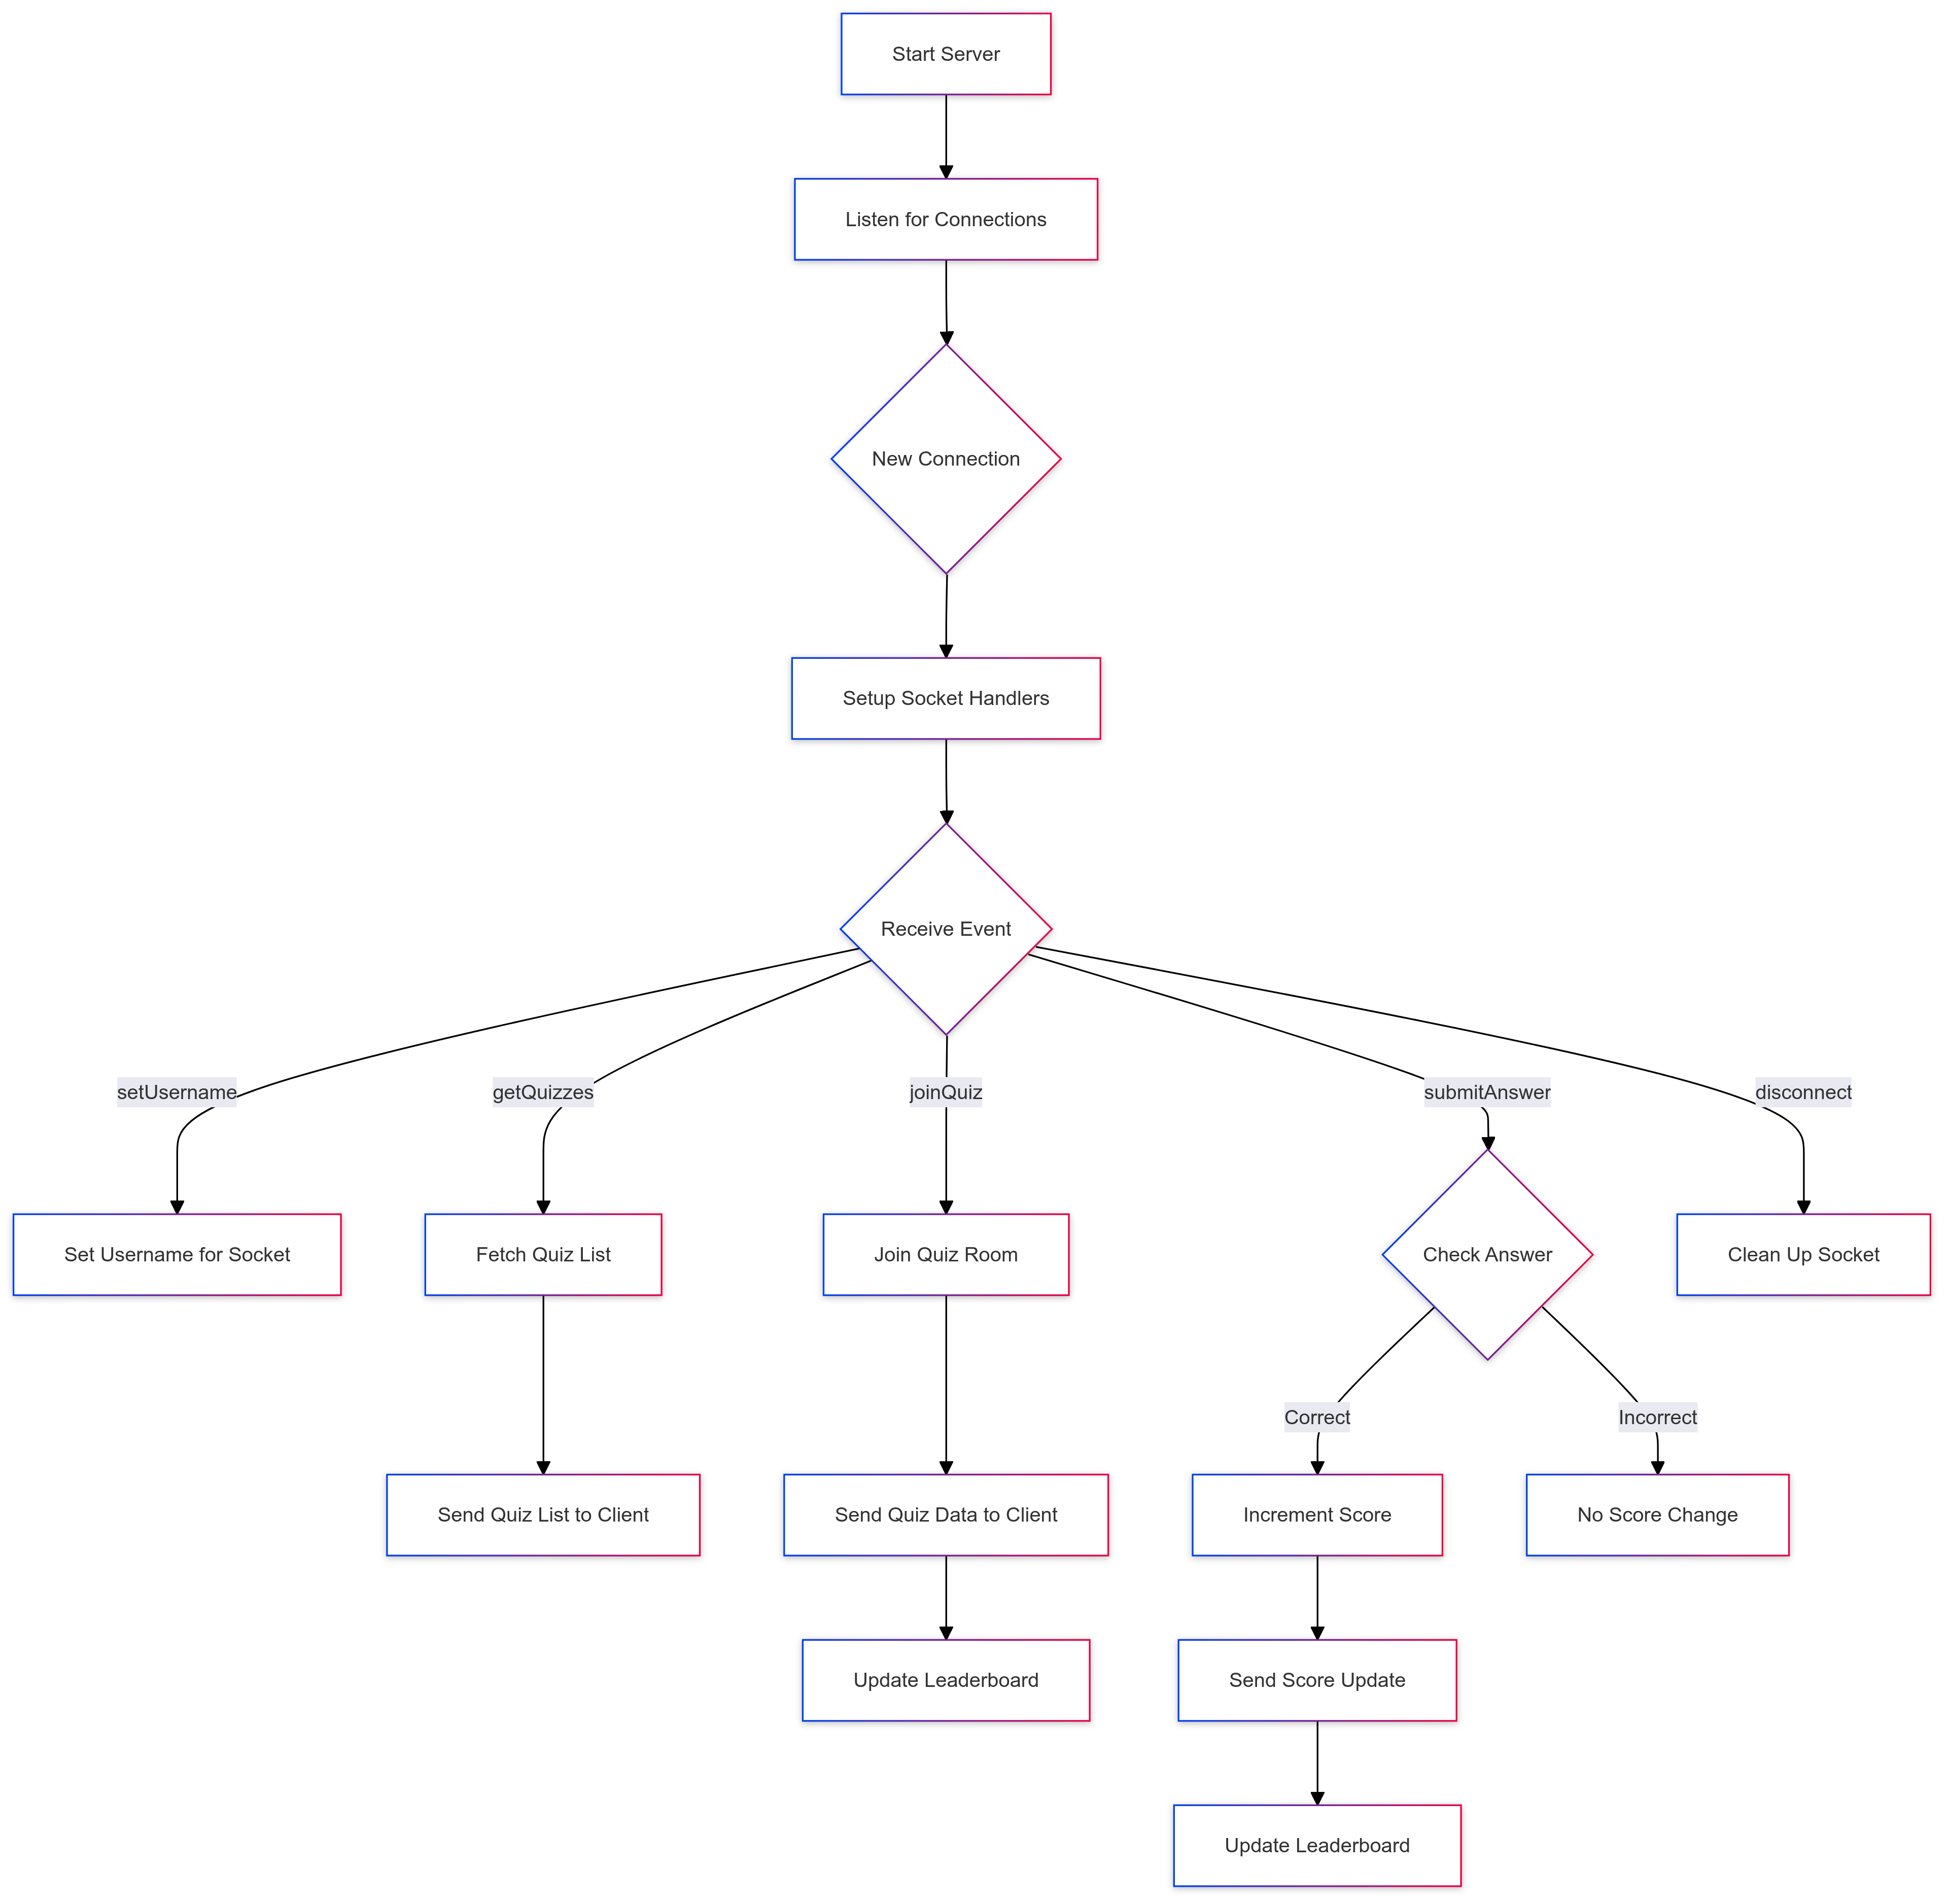 Start Server
Listen for Connections
New Connection
Setup Socket Handlers
Receive Event
setUsername
getQuizzes
joinQuiz
submitAnswer
disconnect
Set Username for Socket
Fetch Quiz List
Join Quiz Room
Check Answer
Clean Up Socket
Correct
Incorrect
Send Quiz List to Client
Send Quiz Data to Client
Increment Score
No Score Change
Update Leaderboard
Send Score Update
Update Leaderboard